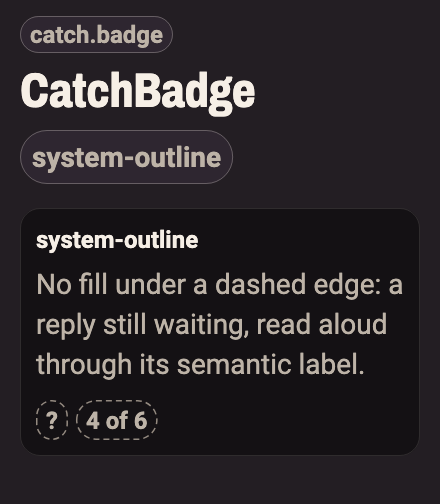 catch.badge
CatchBadge
system-outline
system-outline
No fill under a dashed edge: a
reply still waiting, read aloud
through its semantic label.
? 4 of 6